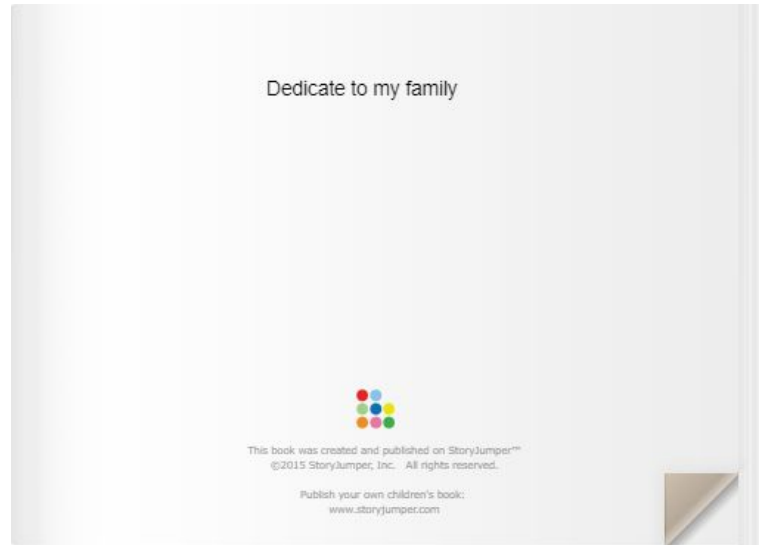 Dedicate to my family
This book was created and published on StoryJumper™
©2015 StoryJumper, Inc. All rights reserved.
Publish your own children's book:
www.storyjumper.com